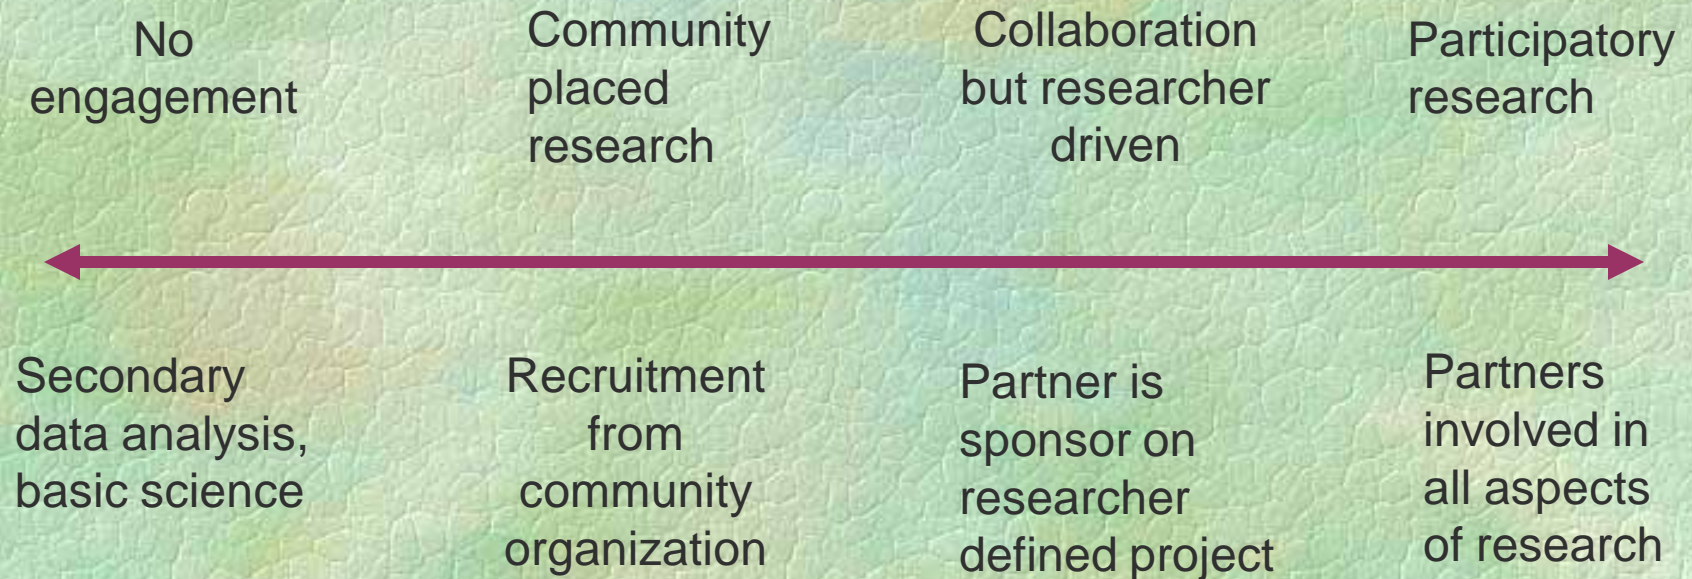 No
engagement
Community
placed
research
Collaboration
but researcher
driven
Participatory
research
Secondary
data analysis,
basic science
Recruitment
from
community
organization
Partner is
sponsor on
researcher
defined project
Partners
involved in
all aspects
of research